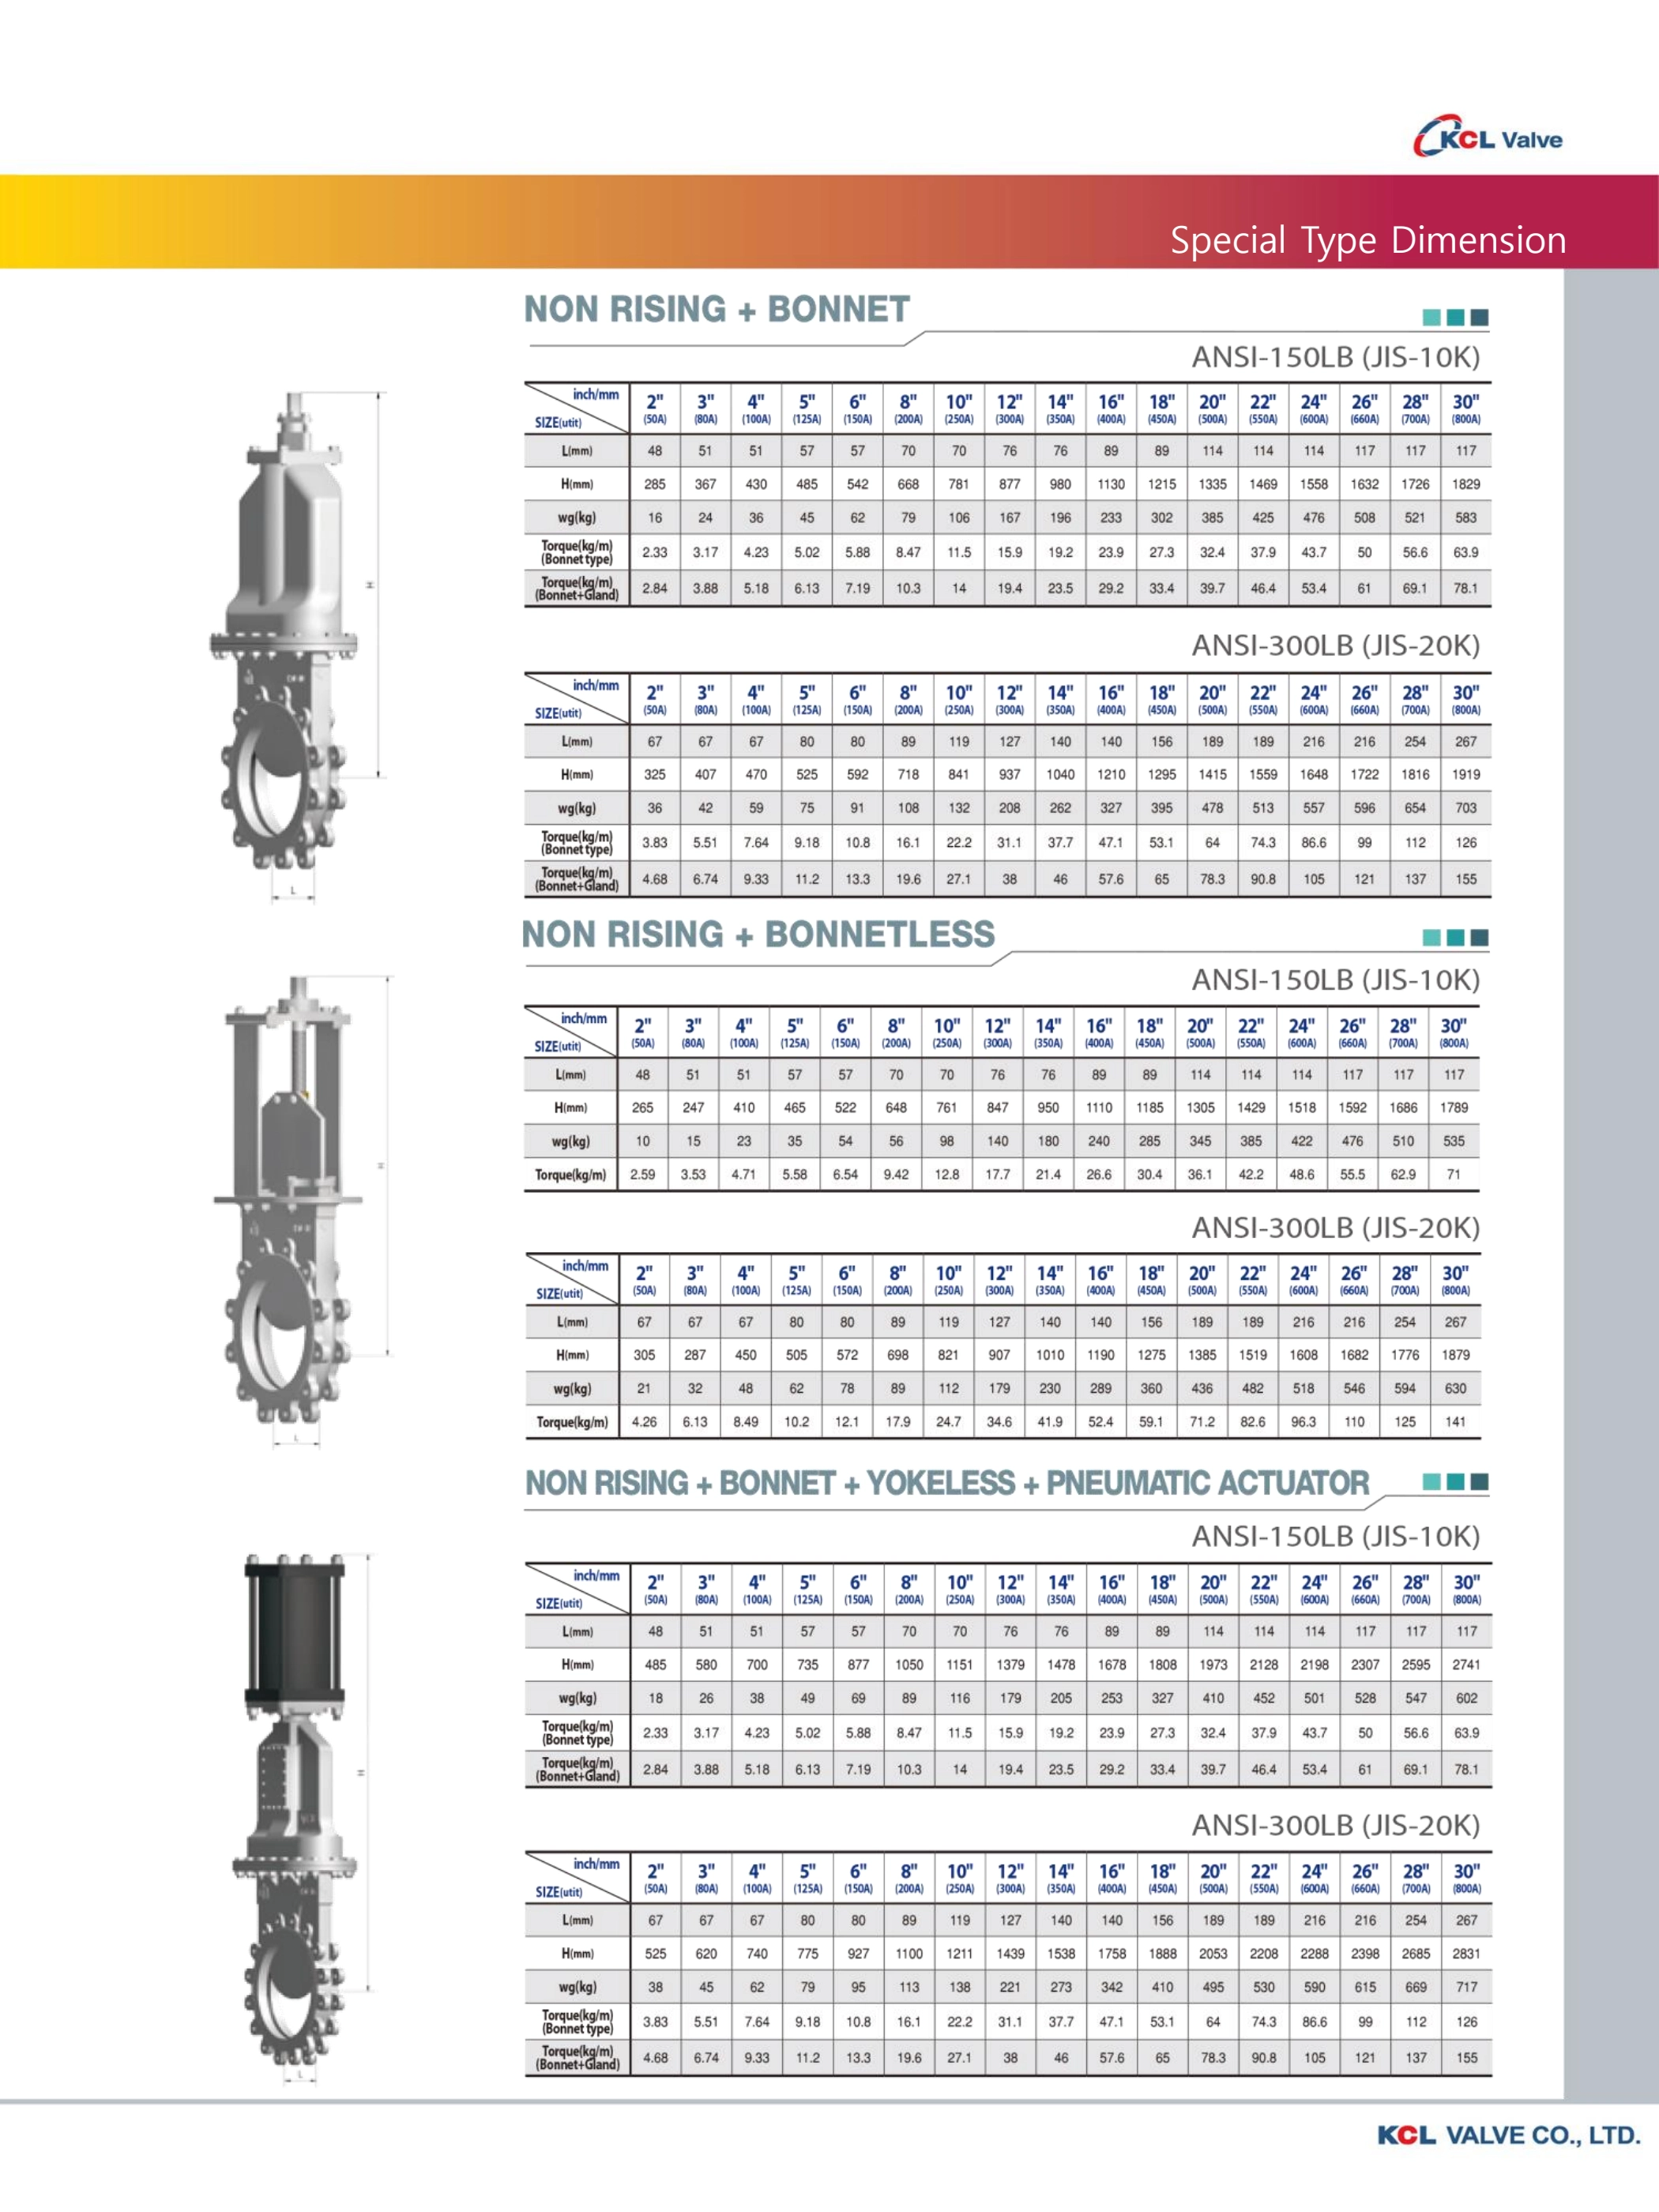 KCL Valve
Special Type Dimension
NON RISING + BONNET
ANSI-150LB (JIS-10K)
inch/mm SIZE(utit) 2" (50A) 3" (80A) 4" (100A) 5" (125A) 6" (150A) 8" (200A) 10" (250A) 12" (300A) 14" (350A) 16" (400A) 18" (450A) 20" (500A) 22" (550A) 24" (600A) 26" (660A) 28" (700A) 30" (800A)
L(mm) 48 51 51 57 57 70 70 76 76 89 89 114 114 114 117 117 117
H(mm) 285 367 430 485 542 668 781 877 980 1130 1215 1335 1469 1558 1632 1726 1829
wg(kg) 16 24 36 45 62 79 106 167 196 233 302 385 425 476 508 521 583
Torque(kg/m) (Bonnet type) 2.33 3.17 4.23 5.02 5.88 8.47 11.5 15.9 19.2 23.9 27.3 32.4 37.9 43.7 50 56.6 63.9
Torque(kg/m) (Bonnet+Gland) 2.84 3.88 5.18 6.13 7.19 10.3 14 19.4 23.5 29.2 33.4 39.7 46.4 53.4 61 69.1 78.1
H
L
ANSI-300LB (JIS-20K)
inch/mm SIZE(utit) 2" (50A) 3" (80A) 4" (100A) 5" (125A) 6" (150A) 8" (200A) 10" (250A) 12" (300A) 14" (350A) 16" (400A) 18" (450A) 20" (500A) 22" (550A) 24" (600A) 26" (660A) 28" (700A) 30" (800A)
L(mm) 67 67 67 80 80 89 119 127 140 140 156 189 189 216 216 254 267
H(mm) 325 407 470 525 592 718 841 937 1040 1210 1295 1415 1559 1648 1722 1816 1919
wg(kg) 36 42 59 75 91 108 132 208 262 327 395 478 513 557 596 654 703
Torque(kg/m) (Bonnet type) 3.83 5.51 7.64 9.18 10.8 16.1 22.2 31.1 37.7 47.1 53.1 64 74.3 86.6 99 112 126
Torque(kg/m) (Bonnet+Gland) 4.68 6.74 9.33 11.2 13.3 19.6 27.1 38 46 57.6 65 78.3 90.8 105 121 137 155
NON RISING + BONNETLESS
ANSI-150LB (JIS-10K)
inch/mm SIZE(utit) 2" (50A) 3" (80A) 4" (100A) 5" (125A) 6" (150A) 8" (200A) 10" (250A) 12" (300A) 14" (350A) 16" (400A) 18" (450A) 20" (500A) 22" (550A) 24" (600A) 26" (660A) 28" (700A) 30" (800A)
L(mm) 48 51 51 57 57 70 70 76 76 89 89 114 114 114 117 117 117
H(mm) 265 247 410 465 522 648 761 847 950 1110 1185 1305 1429 1518 1592 1686 1789
wg(kg) 10 15 23 35 54 56 98 140 180 240 285 345 385 422 476 510 535
Torque(kg/m) 2.59 3.53 4.71 5.58 6.54 9.42 12.8 17.7 21.4 26.6 30.4 36.1 42.2 48.6 55.5 62.9 71
H
L
ANSI-300LB (JIS-20K)
inch/mm SIZE(utit) 2" (50A) 3" (80A) 4" (100A) 5" (125A) 6" (150A) 8" (200A) 10" (250A) 12" (300A) 14" (350A) 16" (400A) 18" (450A) 20" (500A) 22" (550A) 24" (600A) 26" (660A) 28" (700A) 30" (800A)
L(mm) 67 67 67 80 80 89 119 127 140 140 156 189 189 216 216 254 267
H(mm) 305 287 450 505 572 698 821 907 1010 1190 1275 1385 1519 1608 1682 1776 1879
wg(kg) 21 32 48 62 78 89 112 179 230 289 360 436 482 518 546 594 630
Torque(kg/m) 4.26 6.13 8.49 10.2 12.1 17.9 24.7 34.6 41.9 52.4 59.1 71.2 82.6 96.3 110 125 141
NON RISING + BONNET + YOKELESS + PNEUMATIC ACTUATOR
ANSI-150LB (JIS-10K)
inch/mm SIZE(utit) 2" (50A) 3" (80A) 4" (100A) 5" (125A) 6" (150A) 8" (200A) 10" (250A) 12" (300A) 14" (350A) 16" (400A) 18" (450A) 20" (500A) 22" (550A) 24" (600A) 26" (660A) 28" (700A) 30" (800A)
L(mm) 48 51 51 57 57 70 70 76 76 89 89 114 114 114 117 117 117
H(mm) 485 580 700 735 877 1050 1151 1379 1478 1678 1808 1973 2128 2198 2307 2595 2741
wg(kg) 18 26 38 49 69 89 116 179 205 253 327 410 452 501 528 547 602
Torque(kg/m) (Bonnet type) 2.33 3.17 4.23 5.02 5.88 8.47 11.5 15.9 19.2 23.9 27.3 32.4 37.9 43.7 50 56.6 63.9
Torque(kg/m) (Bonnet+Gland) 2.84 3.88 5.18 6.13 7.19 10.3 14 19.4 23.5 29.2 33.4 39.7 46.4 53.4 61 69.1 78.1
H
L
ANSI-300LB (JIS-20K)
inch/mm SIZE(utit) 2" (50A) 3" (80A) 4" (100A) 5" (125A) 6" (150A) 8" (200A) 10" (250A) 12" (300A) 14" (350A) 16" (400A) 18" (450A) 20" (500A) 22" (550A) 24" (600A) 26" (660A) 28" (700A) 30" (800A)
L(mm) 67 67 67 80 80 89 119 127 140 140 156 189 189 216 216 254 267
H(mm) 525 620 740 775 927 1100 1211 1439 1538 1758 1888 2053 2208 2288 2398 2685 2831
wg(kg) 38 45 62 79 95 113 138 221 273 342 410 495 530 590 615 669 717
Torque(kg/m) (Bonnet type) 3.83 5.51 7.64 9.18 10.8 16.1 22.2 31.1 37.7 47.1 53.1 64 74.3 86.6 99 112 126
Torque(kg/m) (Bonnet+Gland) 4.68 6.74 9.33 11.2 13.3 19.6 27.1 38 46 57.6 65 78.3 90.8 105 121 137 155
KCL VALVE CO., LTD.